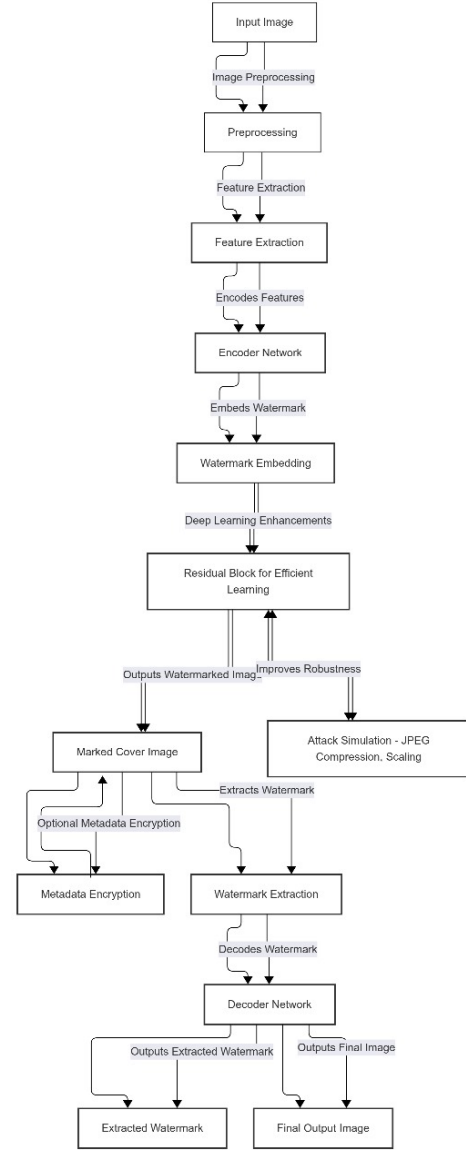 Input Image
Image Preprocessing
Preprocessing
Feature Extraction
Feature Extraction
Encodes Features
Encoder Network
Embeds Watermark
Watermark Embedding
Deep Learning Enhancements
Residual Block for Efficient
Learning
Outputs Watermarked Imag
Improves Robustness
Marked Cover Image
Attack Simulation - JPEG
Compression, Scaling
Extracts Watermark
Optional Metadata Encryption
Metadata Encryption
Watermark Extraction
Decodes Watermark
Decoder Network
Outputs Extracted Watermark
Outputs Final Image
Extracted Watermark
Final Output Image